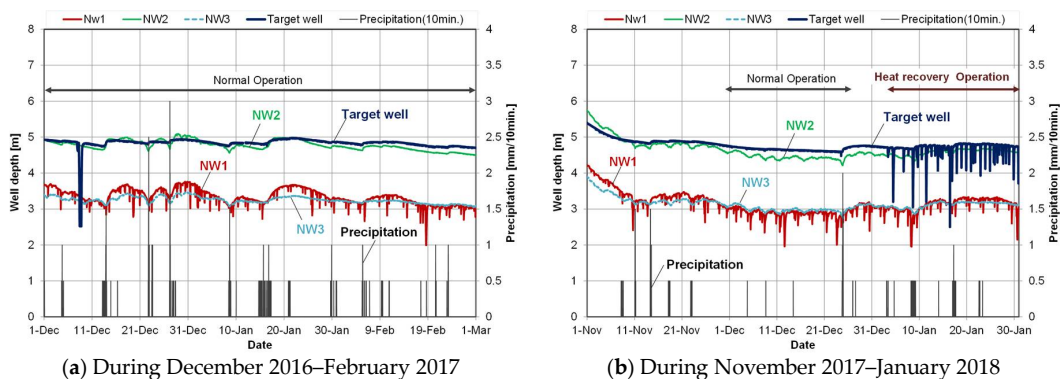 Nw1 NW2 NW3 Target well Precipitation(10min.)
8 4
7 3.5
6 3
5 2.5
4 2
3 1.5
2 1
1 0.5
0 0
Well depth [m]
Precipitation [mm/10min.]
Normal Operation
NW2
Target well
NW1
NW3
Precipitation
1-Dec 11-Dec 21-Dec 31-Dec 10-Jan 20-Jan 30-Jan 9-Feb 19-Feb 1-Mar
Date
(a) During December 2016–February 2017
Nw1 NW2 NW3 Target well Precipitation(10min.)
8 4
7 3.5
6 3
5 2.5
4 2
3 1.5
2 1
1 0.5
0 0
Well depth [m]
Precipitation [mm/10min.]
Normal Operation
Heat recovery Operation
NW2
Target well
NW1
NW3
Precipitation
1-Nov 11-Nov 21-Nov 1-Dec 11-Dec 21-Dec 31-Dec 10-Jan 20-Jan 30-Jan
Date
(b) During November 2017–January 2018